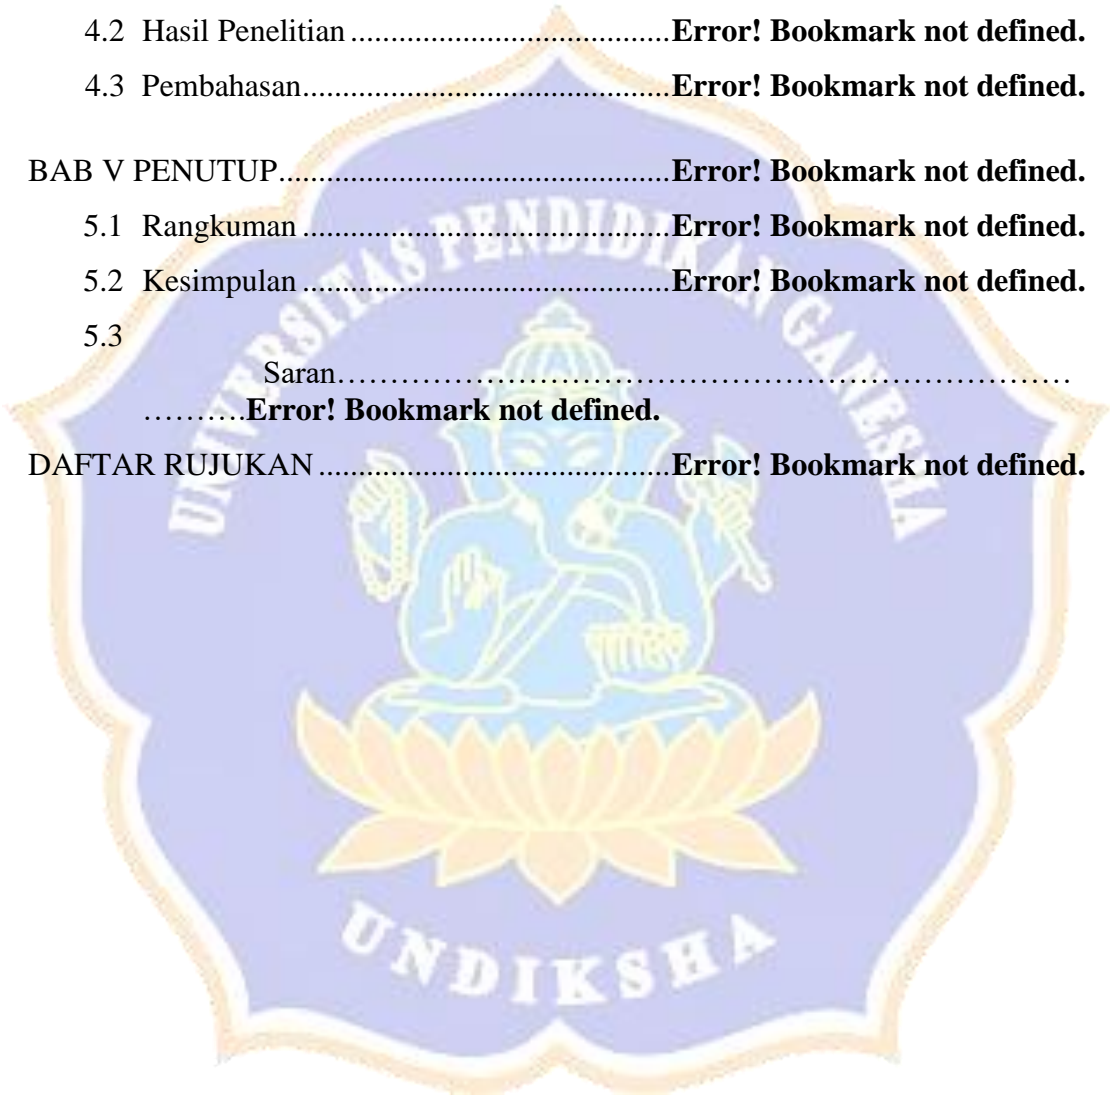 4.2 Hasil Penelitian ........................................ Error! Bookmark not defined.
4.3 Pembahasan.............................................. Error! Bookmark not defined.
BAB V PENUTUP................................................. Error! Bookmark not defined.
5.1 Rangkuman .............................................. Error! Bookmark not defined.
5.2 Kesimpulan .............................................. Error! Bookmark not defined.
5.3
Saran……………………………………………………………
……….Error! Bookmark not defined.
DAFTAR RUJUKAN ............................................ Error! Bookmark not defined.
UNIVERSITAS PENDIDIKAN GANESHA
UNDIKSHA